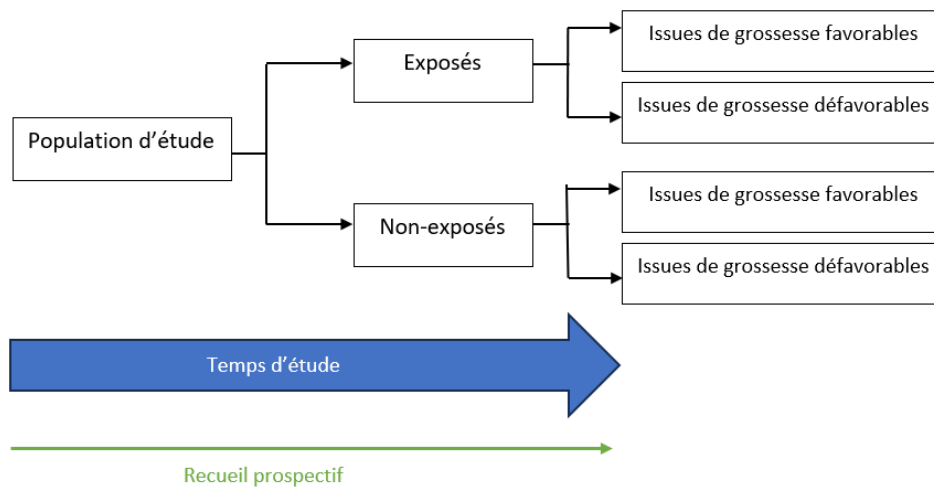 Population d'étude
Exposés
Issues de grossesse favorables
Issues de grossesse défavorables
Non-exposés
Issues de grossesse favorables
Issues de grossesse défavorables
Temps d'étude
Recueil prospectif